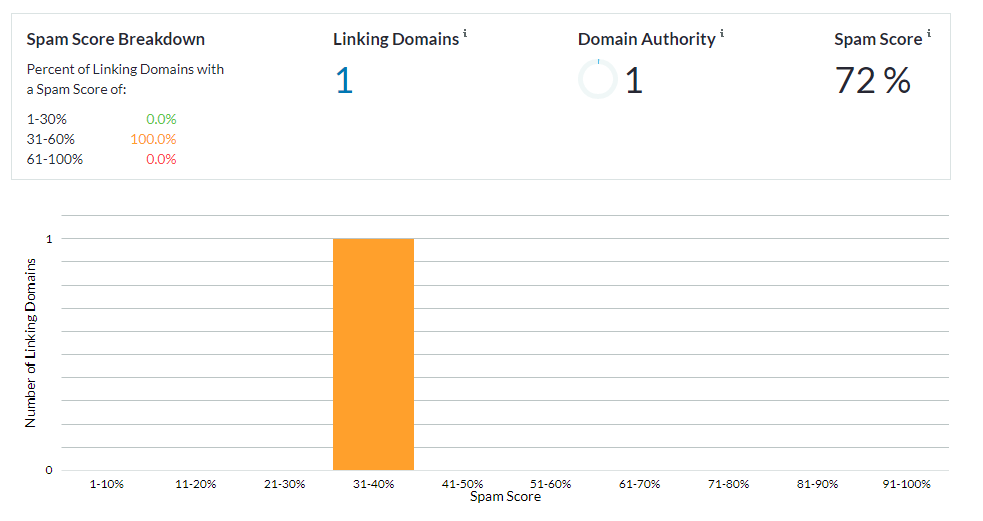 Spam Score Breakdown
Percent of Linking Domains with
a Spam Score of:
1-30% 0.0%
31-60% 100.0%
61-100% 0.0%
Linking Domains i
1
Domain Authority i
1
Spam Score i
72 %
Number of Linking Domains
1
0
1-10% 11-20% 21-30% 31-40% 41-50% 51-60% 61-70% 71-80% 81-90% 91-100%
Spam Score